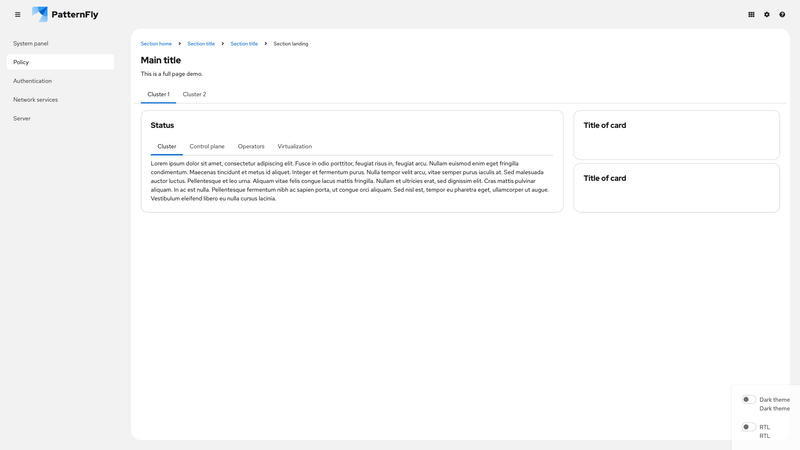 PatternFly
System panel
Policy
Authentication
Network services
Server
Section home > Section title > Section title > Section landing
Main title
This is a full page demo.
Cluster 1 Cluster 2
Status
Cluster Control plane Operators Virtualization
Lorem ipsum dolor sit amet, consectetur adipiscing elit. Fusce in odio porttitor, feugiat risus in, feugiat arcu. Nullam euismod enim eget fringilla
condimentum. Maecenas tincidunt et metus id aliquet. Integer et fermentum purus. Nulla tempor velit arcu, vitae semper purus iaculis at. Sed malesuada
auctor luctus. Pellentesque et leo urna. Aliquam vitae felis congue lacus mattis fringilla. Nullam et ultricies erat, sed dignissim elit. Cras mattis pulvinar
aliquam. In ac est nulla. Pellentesque fermentum nibh ac sapien porta, ut congue orci aliquam. Sed nisl est, tempor eu pharetra eget, ullamcorper ut augue.
Vestibulum eleifend libero eu nulla cursus lacinia.
Title of card
Title of card
Dark theme
Dark theme
RTL
RTL